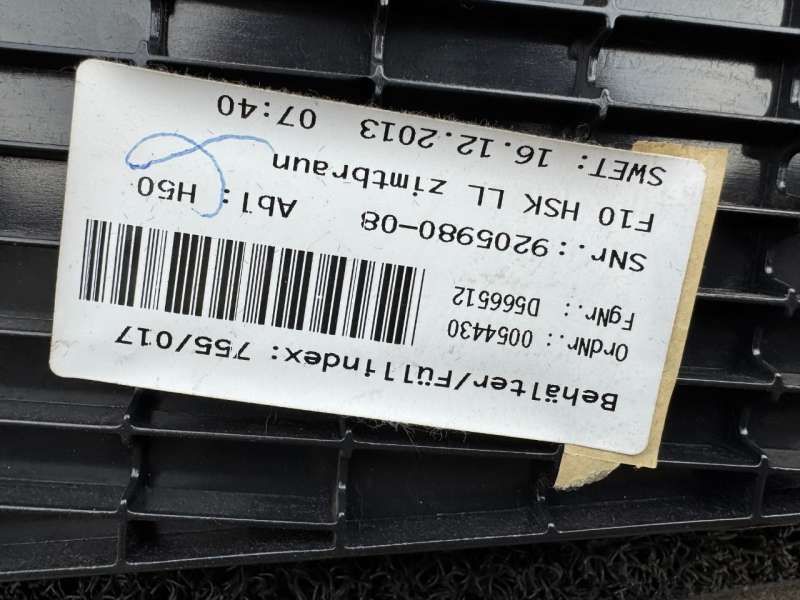 Behälter/Füllindex: 755/017
OrdNr.: 0054430
FgNr.: D566512
SNr.: 9205980-08 Abl: H50
F10 HSK LL zimtbraun
SWET: 16.12.2013 07:40